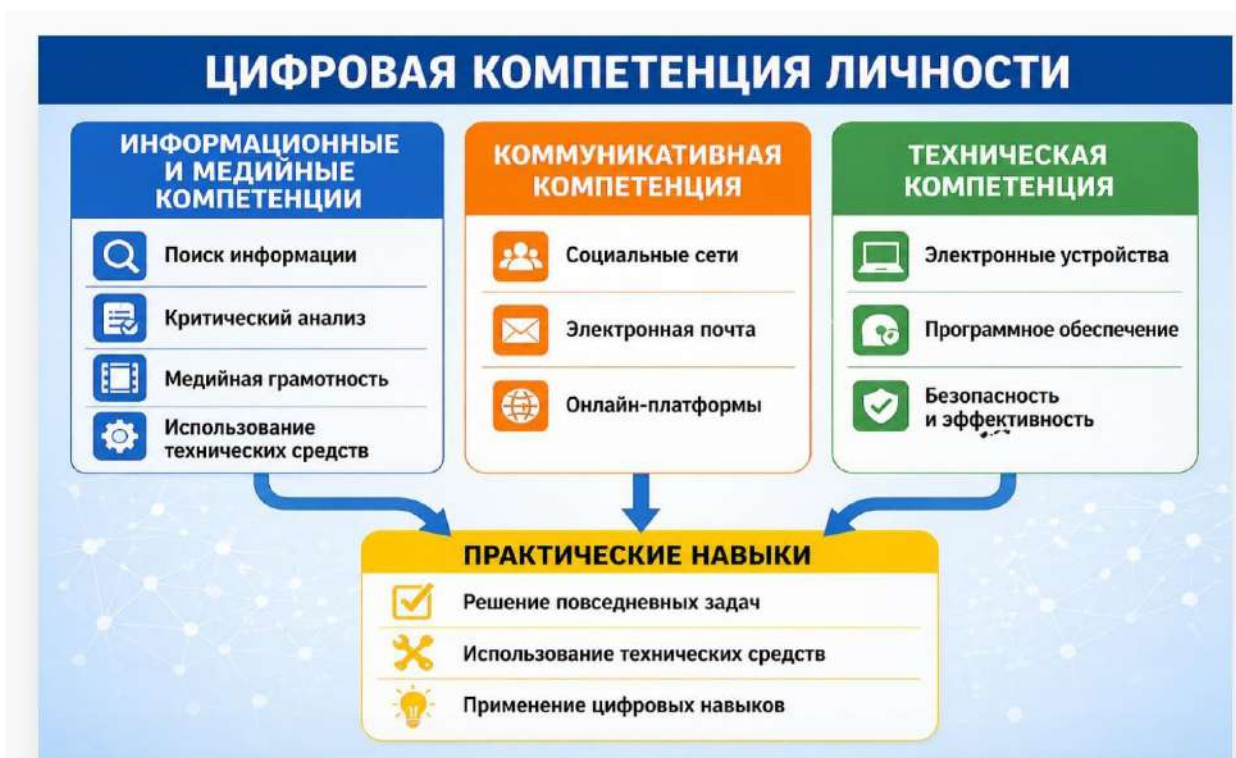 ЦИФРОВАЯ КОМПЕТЕНЦИЯ ЛИЧНОСТИ
ИНФОРМАЦИОННЫЕ
И МЕДИЙНЫЕ
КОМПЕТЕНЦИИ
Поиск информации
Критический анализ
Медийная грамотность
Использование
технических средств
КОММУНИКАТИВНАЯ
КОМПЕТЕНЦИЯ
Социальные сети
Электронная почта
Онлайн-платформы
ТЕХНИЧЕСКАЯ
КОМПЕТЕНЦИЯ
Электронные устройства
Программное обеспечение
Безопасность
и эффективность
ПРАКТИЧЕСКИЕ НАВЫКИ
Решение повседневных задач
Использование технических средств
Применение цифровых навыков